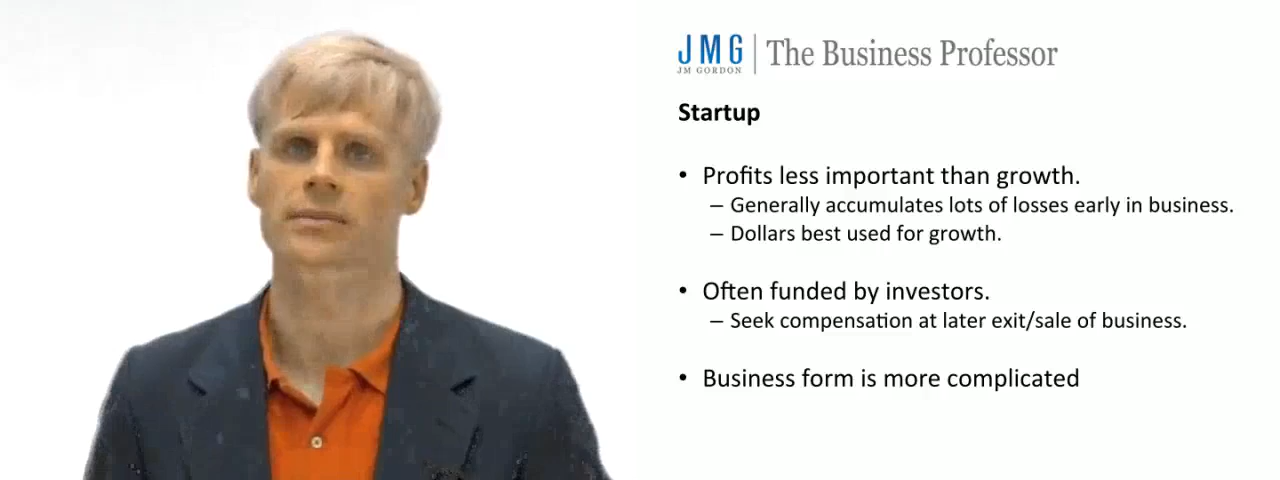 JMG
JM GORDON
The Business Professor
Startup
• Profits less important than growth.
– Generally accumulates lots of losses early in business.
– Dollars best used for growth.
• Often funded by investors.
– Seek compensation at later exit/sale of business.
• Business form is more complicated